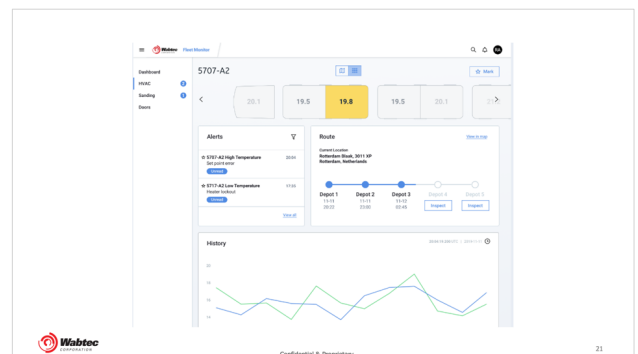 Wabtec Fleet Monitor
RA
Dashboard
HVAC 2
Sanding 1
Doors
5707-A2
Mark
20.1
19.5
19.8
19.5
20.1
Alerts
5707-A2 High Temperature 20:00
Set point error
Unread
5717-A2 Low Temperature
Heater lockout
Unread
View all
Route
View in map
Current Location
Rotterdam Blaak, 3011 XP
Rotterdam, Netherlands
Depot 1 Depot 2 Depot 3 Depot 4 Depot 5
Inspect Inspect
History
Wabtec
CORPORATION
Confidential & Proprietary
21